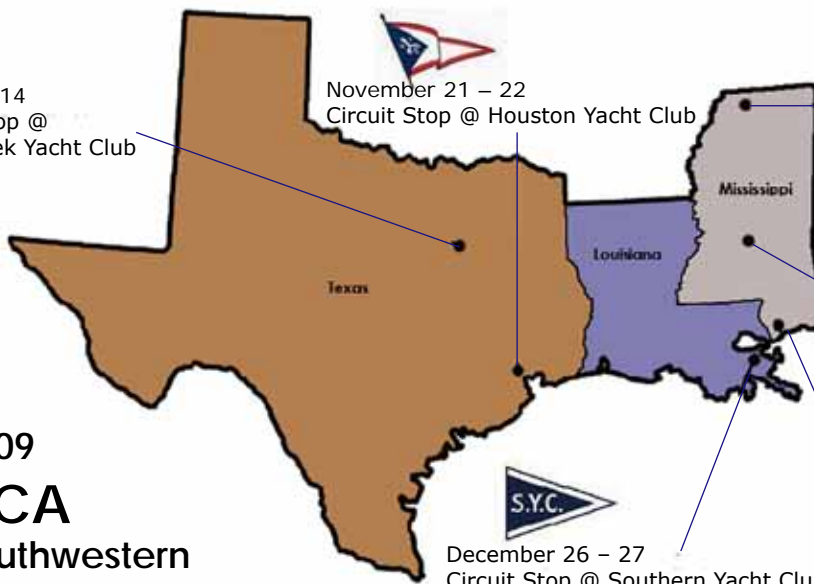 14
November 21 – 22
op @
Circuit Stop @ Houston Yacht Club
ek Yacht Club
Mississippi
Louisiana
Texas
09
CA
uthwestern
S.Y.C.
December 26 – 27
Circuit Stop @ Southern Yacht Clu